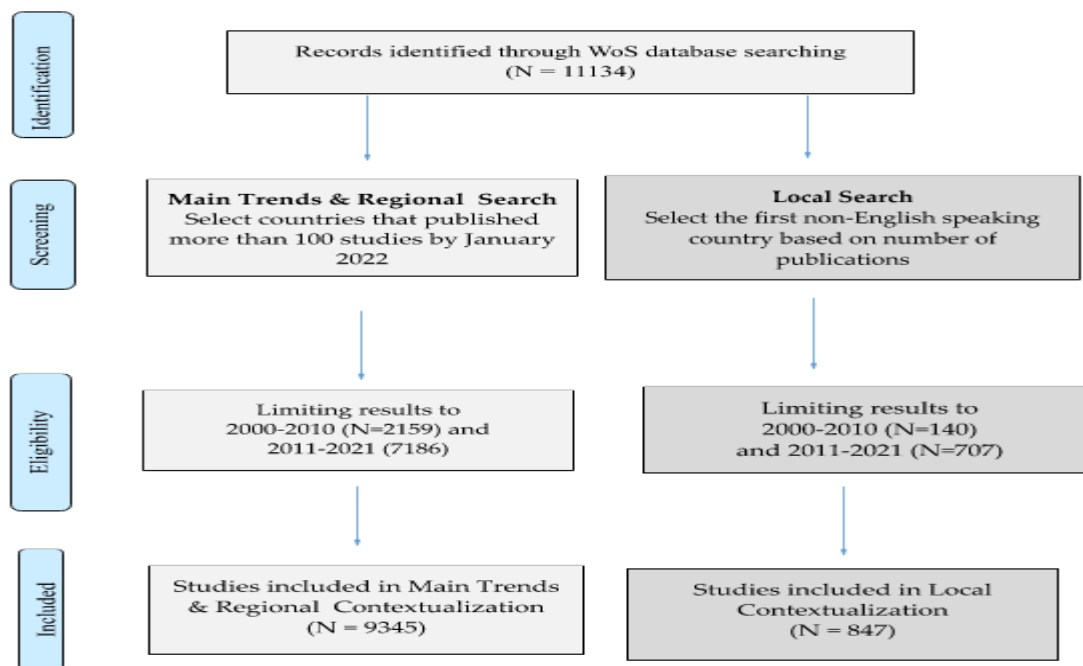 Identification
Records identified through WoS database searching
(N = 11134)
Screening
Main Trends & Regional Search
Select countries that published
more than 100 studies by January
2022
Local Search
Select the first non-English speaking
country based on number of
publications
Eligibility
Limiting results to
2000-2010 (N=2159) and
2011-2021 (7186)
Limiting results to
2000-2010 (N=140)
and 2011-2021 (N=707)
Included
Studies included in Main Trends
& Regional Contextualization
(N = 9345)
Studies included in Local
Contextualization
(N = 847)